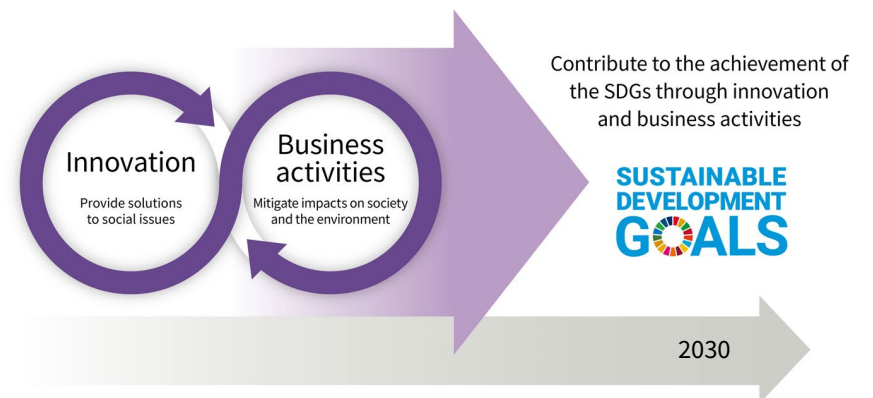 Innovation
Provide solutions
to social issues
Business
activities
Mitigate impacts on society
and the environment
Contribute to the achievement of
the SDGs through innovation
and business activities
SUSTAINABLE
DEVELOPMENT
GOALS
2030